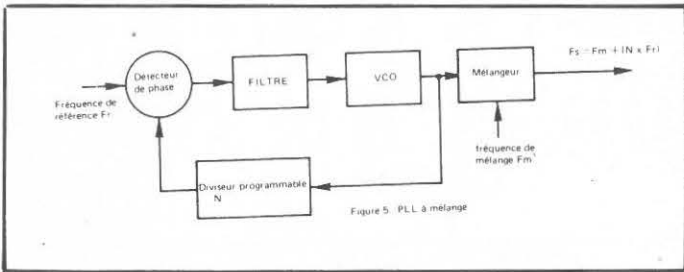 Fs = Fm + (N x Fr)
Détecteur
de phase
FILTRE
VCO
Mélangeur
Fréquence de
référence Fr
fréquence de
mélange Fm
Diviseur programmable
N
Figure 5 PLL à mélange